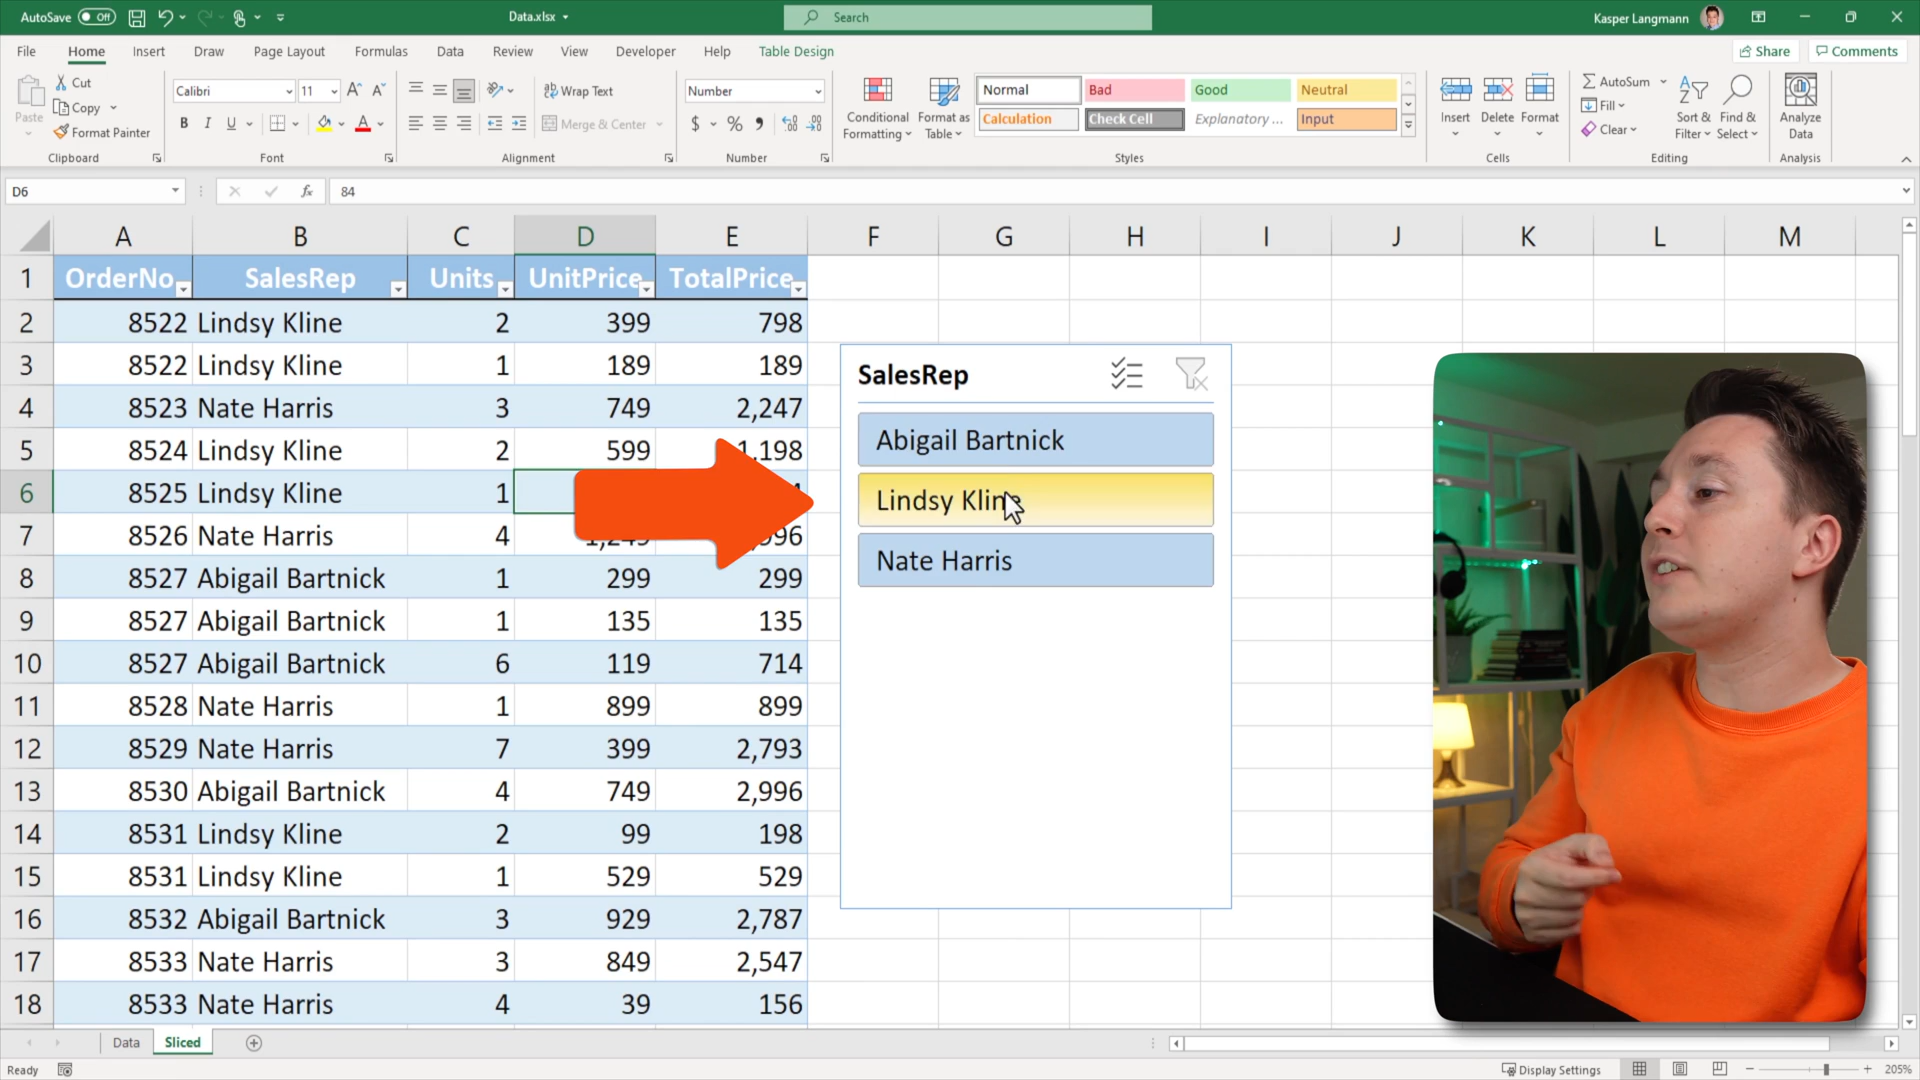 AutoSave Off Data.xlsx Search Kasper Langmann
File Home Insert Draw Page Layout Formulas Data Review View Developer Help Table Design Share Comments
Paste Cut Copy Format Painter Clipboard
Calibri 11 A A B I U A Font
ab Wrap Text Merge & Center Alignment
Number $ % Number
Conditional Formatting Format as Table
Normal Bad Good Neutral
Calculation Check Cell Explanatory ... Input
Styles
Insert Delete Format Cells
AutoSum Fill Clear Sort & Filter Find & Select Editing
Analyze Data Analysis
D6 fx 84
A B C D E F G H I J K L M
1 OrderNo SalesRep Units UnitPrice TotalPrice
2 8522 Lindsy Kline 2 399 798
3 8522 Lindsy Kline 1 189 189
4 8523 Nate Harris 3 749 2,247
5 8524 Lindsy Kline 2 599 1,198
6 8525 Lindsy Kline 1
7 8526 Nate Harris 4
8 8527 Abigail Bartnick 1 299 299
9 8527 Abigail Bartnick 1 135 135
10 8527 Abigail Bartnick 6 119 714
11 8528 Nate Harris 1 899 899
12 8529 Nate Harris 7 399 2,793
13 8530 Abigail Bartnick 4 749 2,996
14 8531 Lindsy Kline 2 99 198
15 8531 Lindsy Kline 1 529 529
16 8532 Abigail Bartnick 3 929 2,787
17 8533 Nate Harris 3 849 2,547
18 8533 Nate Harris 4 39 156
SalesRep
Abigail Bartnick
Lindsy Kline
Nate Harris
Data Sliced
Ready Display Settings 205%